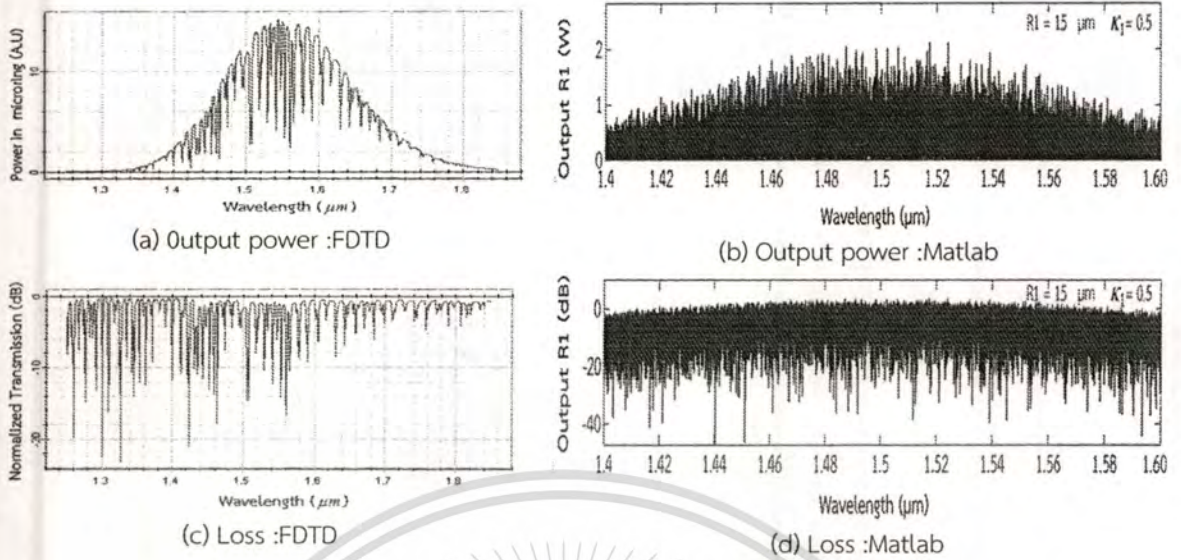 Power in microring (AU)
10
0
1.3 1.4 1.5 1.6 1.7 1.8
Wavelength (μm)
(a) 0utput power :FDTD
Output R1 (W)
R1 = 15 μm K1 = 0.5
2
1
0
1.4 1.42 1.44 1.46 1.48 1.5 1.52 1.54 1.56 1.58 1.60
Wavelength (μm)
(b) Output power :Matlab
Normalized Transmission (dB)
0
-10
-20
1.3 1.4 1.5 1.6 1.7 1.8
Wavelength (μm)
(c) Loss :FDTD
Output R1 (dB)
R1 = 15 μm K1 = 0.5
0
-20
-40
1.4 1.42 1.44 1.46 1.48 1.5 1.52 1.54 1.56 1.58 1.60
Wavelength (μm)
(d) Loss :Matlab